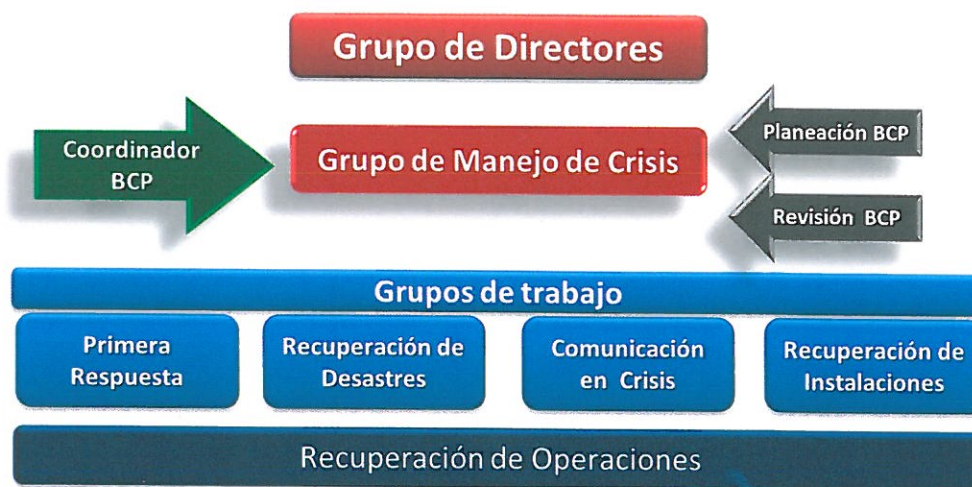 Grupo de Directores
Coordinador
BCP
Grupo de Manejo de Crisis
Planeación BCP
Revisión BCP
Grupos de trabajo
Primera
Respuesta
Recuperación de
Desastres
Comunicación
en Crisis
Recuperación de
Instalaciones
Recuperación de Operaciones